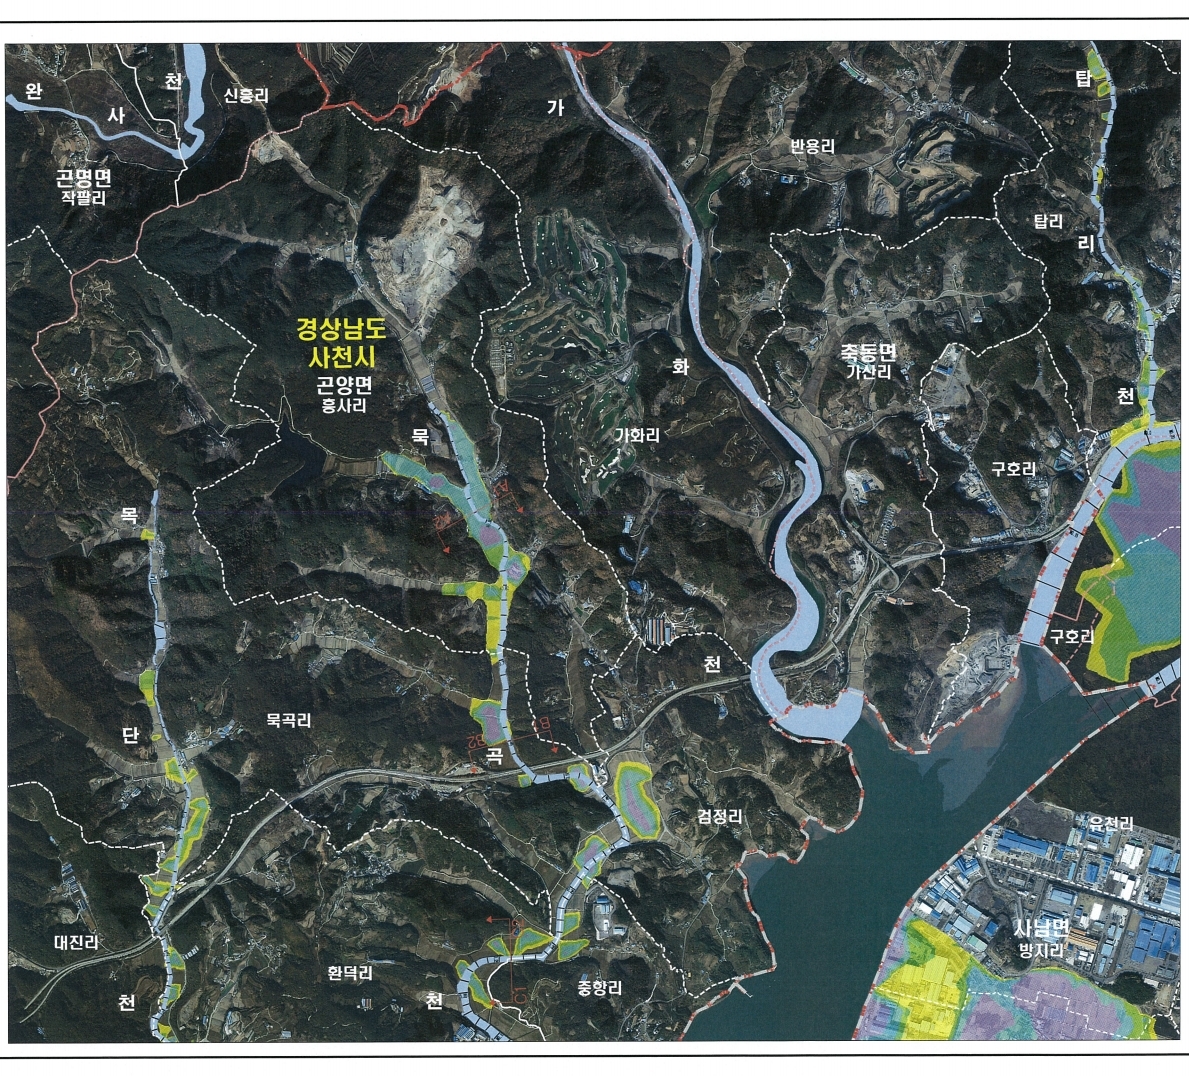 완
사
천
신흥리
곤명면
작팔리
가
반용리
탑
탑리
리
경상남도
사천시
곤양면
흥사리
화
축동면
가산리
천
묵
가화리
구호리
목
구호리
천
묵곡리
단
곡
검정리
유천리
사남면
방지리
대진리
환덕리
중항리
천
천